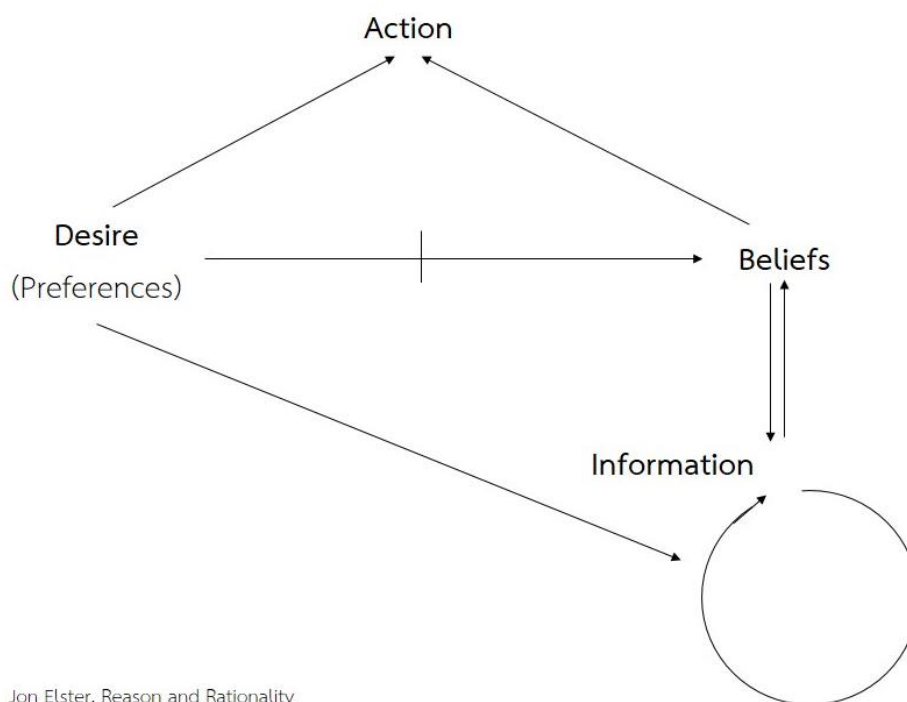 Action
Desire
(Preferences)
Beliefs
Information
Jon Elster, Reason and Rationality